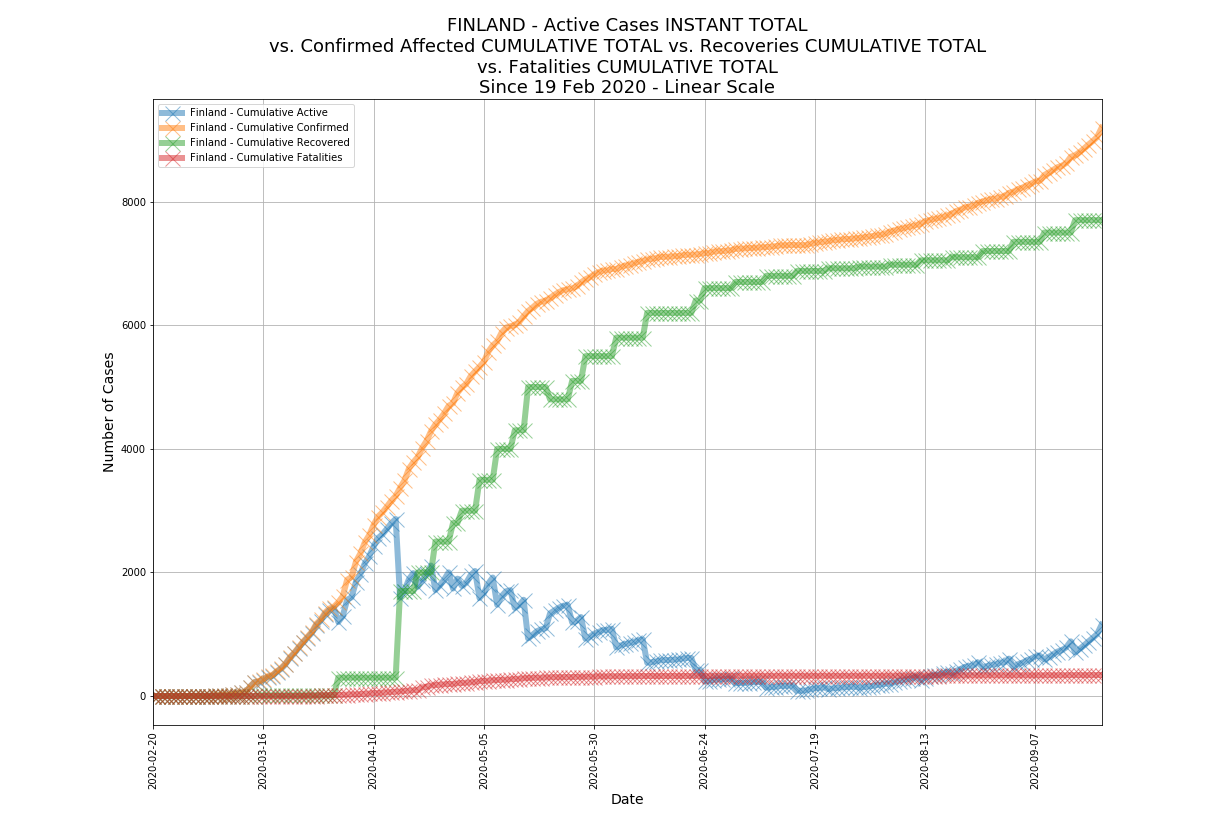 FINLAND - Active Cases INSTANT TOTAL
vs. Confirmed Affected CUMULATIVE TOTAL vs. Recoveries CUMULATIVE TOTAL
vs. Fatalities CUMULATIVE TOTAL
Since 19 Feb 2020 - Linear Scale
Finland - Cumulative Active
Finland - Cumulative Confirmed
Finland - Cumulative Recovered
Finland - Cumulative Fatalities
Number of Cases
8000
6000
4000
2000
0
2020-02-20
2020-03-16
2020-04-10
2020-05-05
2020-05-30
2020-06-24
2020-07-19
2020-08-13
2020-09-07
Date